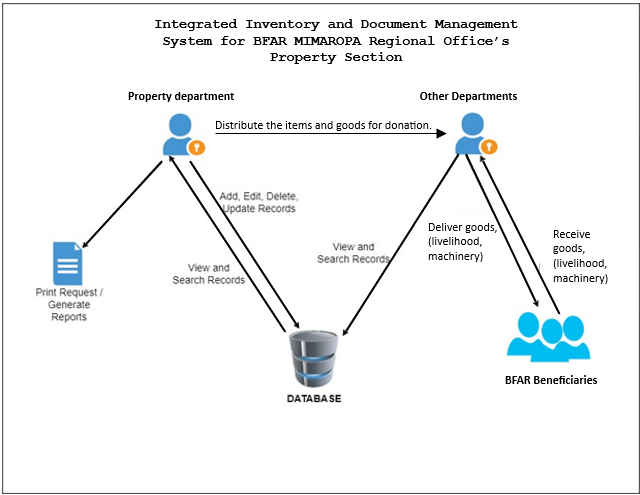 Integrated Inventory and Document Management
System for BFAR MIMAROPA Regional Office's
Property Section
Property department
Other Departments
Distribute the items and goods for donation.
Add, Edit, Delete,
Update Records
View and
Search Records
View and
Search Records
Deliver goods,
(livelihood,
machinery)
Receive
goods,
(livelihood,
machinery)
Print Request /
Generate
Reports
BFAR Beneficiaries
DATABASE